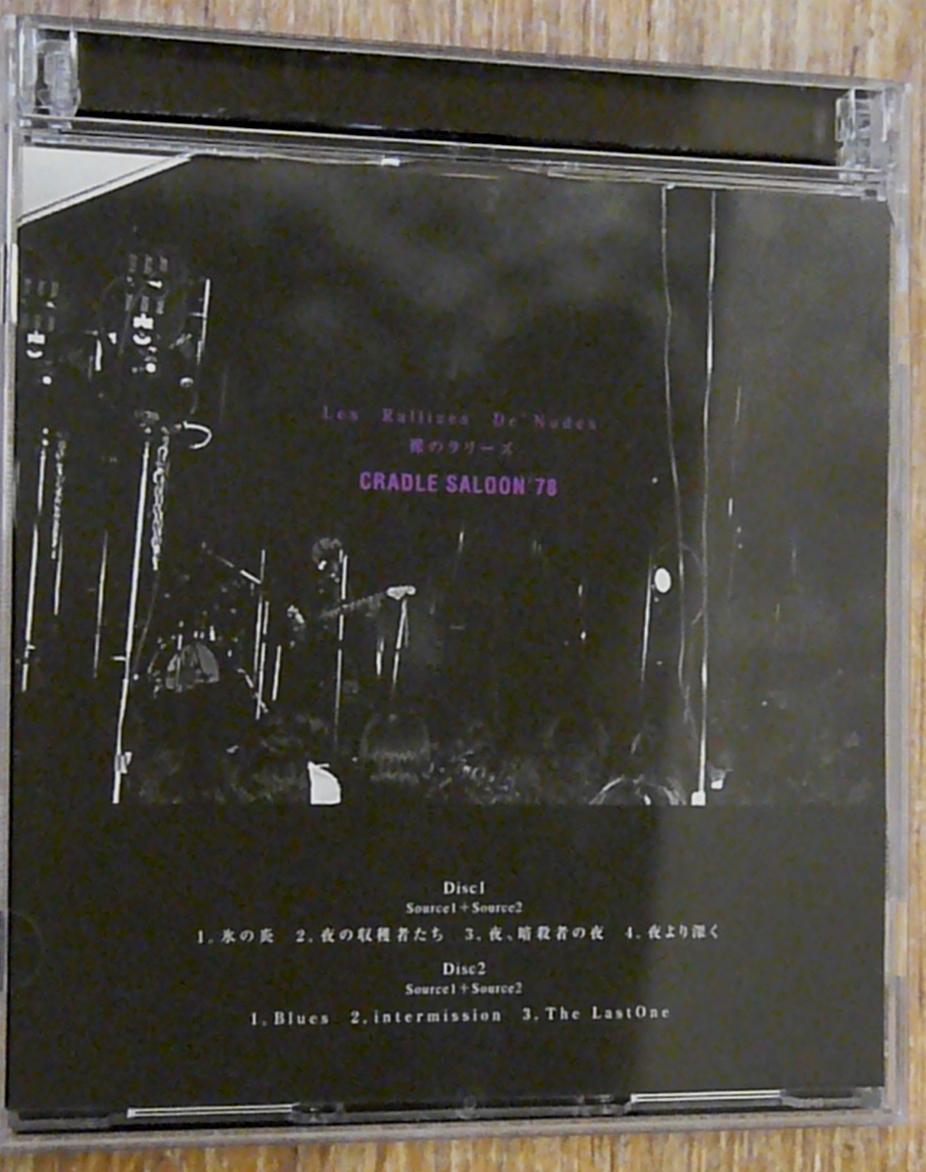 Les Rallizes De'Nudes
裸のラリーズ
CRADLE SALOON '78
Disc1
Source1+Source2
1. 氷の炎 2. 夜の収穫者たち 3. 夜、暗殺者の夜 4. 夜より深く
Disc2
Source1+Source2
1. Blues 2. intermission 3. The LastOne